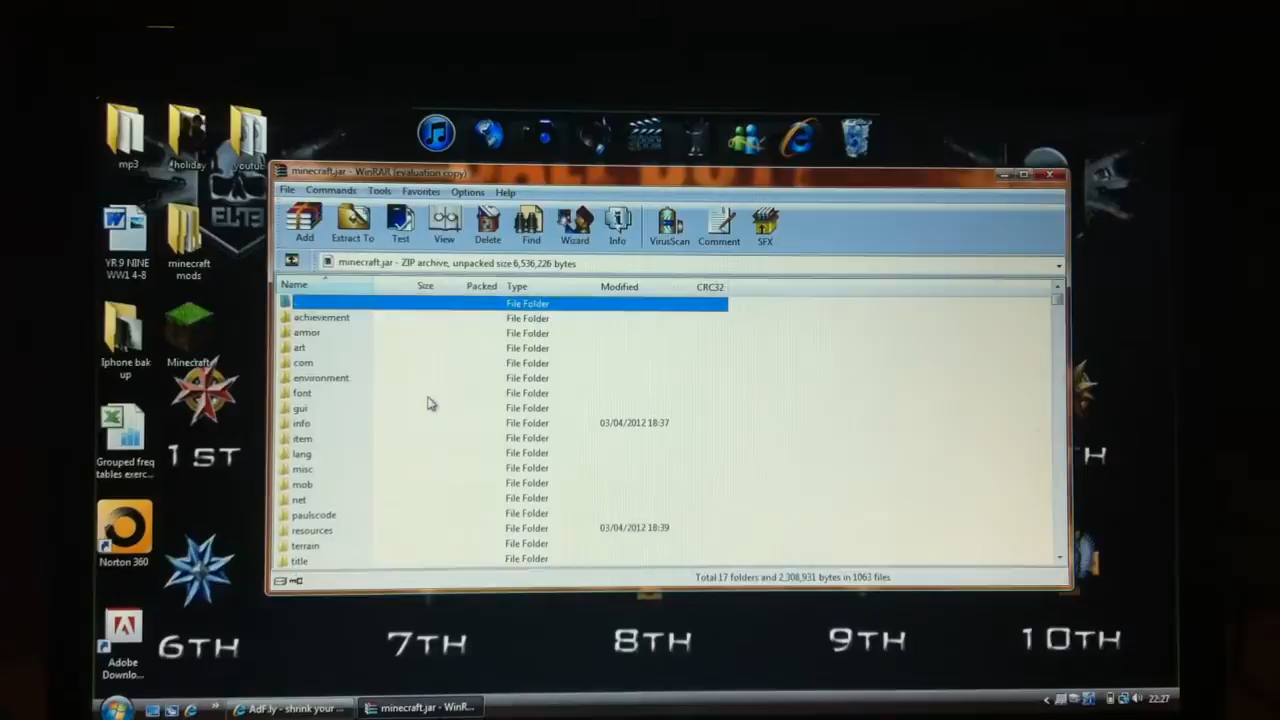 mp3
holiday
youtub
ELITE
YR 9 NINE
WW1 4-8
minecraft
mods
Iphone bak
up
Minecraft
1ST
Grouped freq
tables exerc...
Norton 360
Adobe
Downlo...
minecraft.jar - WinRAR (evaluation copy)
File Commands Tools Favorites Options Help
Add Extract To Test View Delete Find Wizard Info VirusScan Comment SFX
minecraft.jar - ZIP archive, unpacked size 6,536,226 bytes
Name Size Packed Type Modified CRC32
File Folder
achievement File Folder
armor File Folder
art File Folder
com File Folder
environment File Folder
font File Folder
gui File Folder
info File Folder 03/04/2012 18:37
item File Folder
lang File Folder
misc File Folder
mob File Folder
net File Folder
paulscode File Folder
resources File Folder 03/04/2012 18:39
terrain File Folder
title File Folder
Total 17 folders and 2,308,931 bytes in 1063 files
TH
6TH 7TH 8TH 9TH 10TH
AdF.ly - shrink your ... minecraft.jar - WinR... 22:27